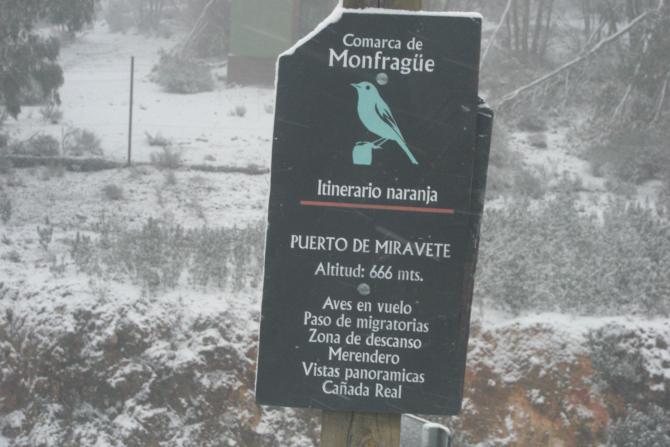 Comarca de
Monfragüe
Itinerario naranja
PUERTO DE MIRAVETE
Altitud: 666 mts.
Aves en vuelo
Paso de migratorias
Zona de descanso
Merendero
Vistas panoramicas
Cañada Real